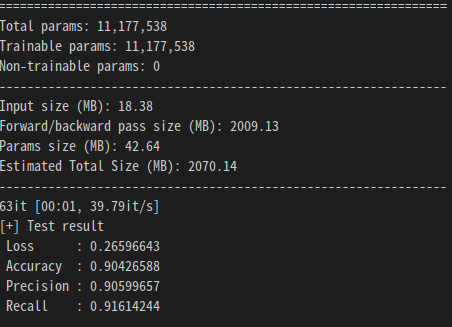 ================================================================
Total params: 11,177,538
Trainable params: 11,177,538
Non-trainable params: 0
----------------------------------------------------------------
Input size (MB): 18.38
Forward/backward pass size (MB): 2009.13
Params size (MB): 42.64
Estimated Total Size (MB): 2070.14
----------------------------------------------------------------
63it [00:01, 39.79it/s]
[+] Test result
 Loss      : 0.26596643
 Accuracy  : 0.90426588
 Precision : 0.90599657
 Recall    : 0.91614244